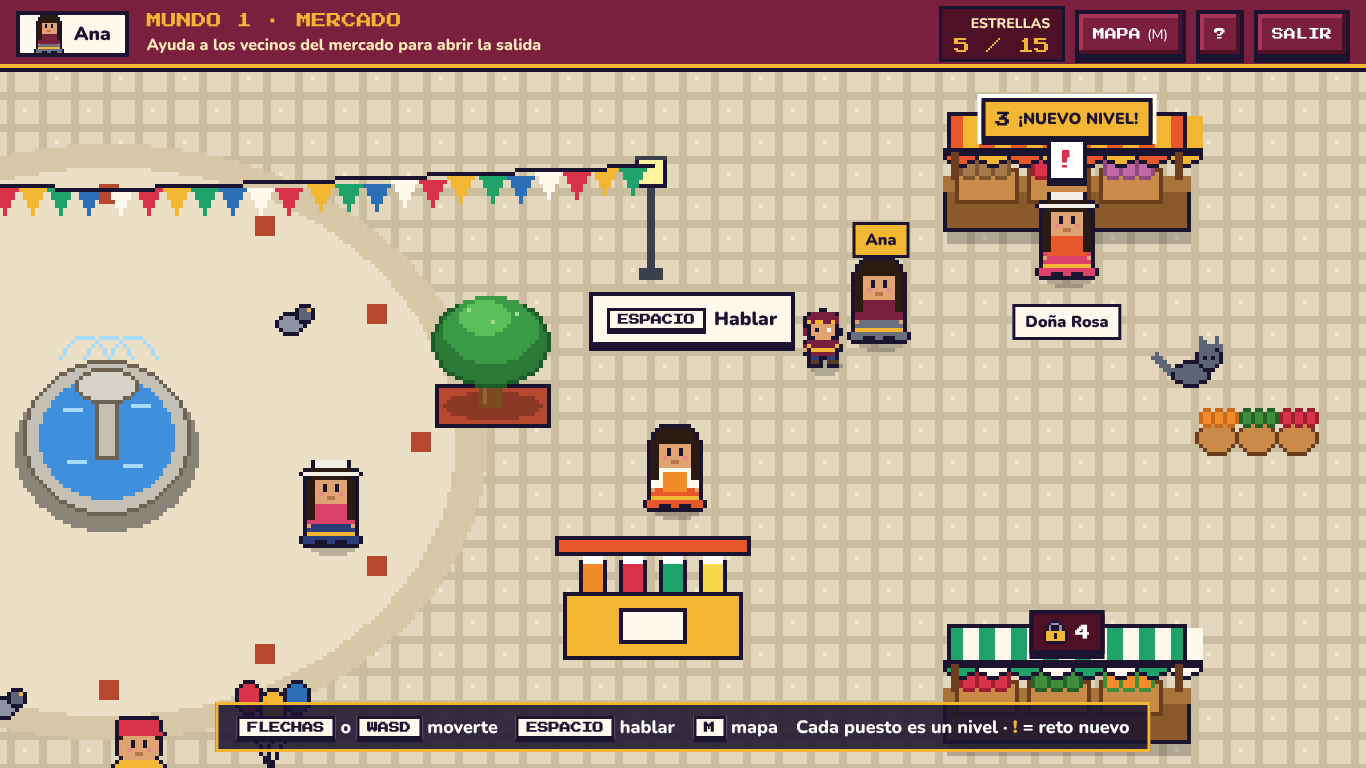 Ana
MUNDO 1 · MERCADO
Ayuda a los vecinos del mercado para abrir la salida
ESTRELLAS
5 / 15
MAPA (M)
?
SALIR
3 ¡NUEVO NIVEL!
!
Ana
ESPACIO Hablar
Doña Rosa
4
FLECHAS o WASD moverte ESPACIO hablar M mapa Cada puesto es un nivel · ! = reto nuevo